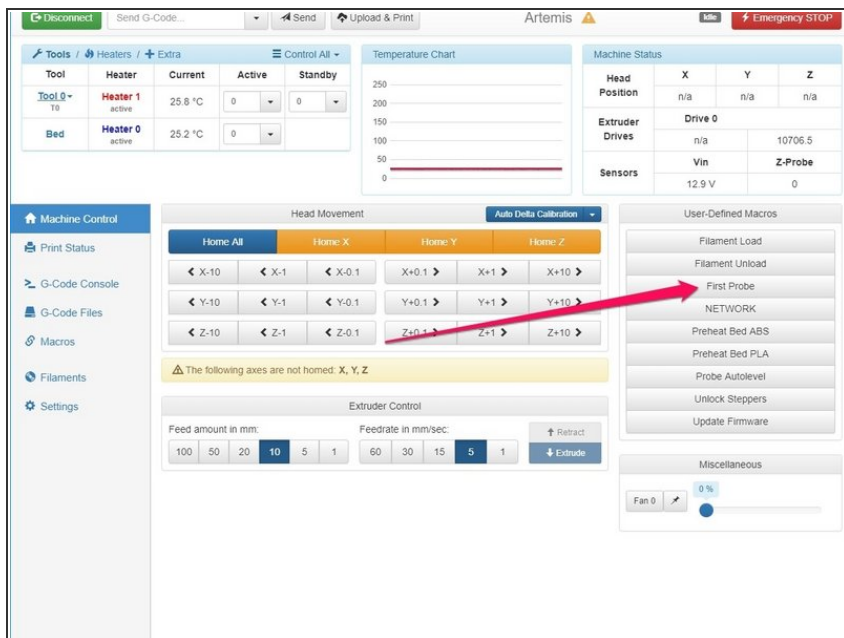 Disconnect Send G-Code... Send Upload & Print Artemis Idle Emergency STOP
Tools / Heaters / Extra Control All
Tool Heater Current Active Standby
Tool 0 Heater 1 25.8 °C 0 0
T0 active
Bed Heater 0 25.2 °C 0
active
Temperature Chart
250
200
150
100
50
0
Machine Status
Head Position X Y Z
n/a n/a n/a
Extruder Drives Drive 0
n/a 10706.5
Sensors Vin Z-Probe
12.9 V 0
Machine Control
Print Status
G-Code Console
G-Code Files
Macros
Filaments
Settings
Head Movement Auto Delta Calibration
Home All Home X Home Y Home Z
X-10 X-1 X-0.1 X+0.1 X+1 X+10
Y-10 Y-1 Y-0.1 Y+0.1 Y+1 Y+10
Z-10 Z-1 Z-0.1 Z+0.1 Z+1 Z+10
The following axes are not homed: X, Y, Z
Extruder Control
Feed amount in mm: Feedrate in mm/sec:
100 50 20 10 5 1 60 30 15 5 1
Retract
Extrude
User-Defined Macros
Filament Load
Filament Unload
First Probe
NETWORK
Preheat Bed ABS
Preheat Bed PLA
Probe Autolevel
Unlock Steppers
Update Firmware
Miscellaneous
Fan 0 0 %